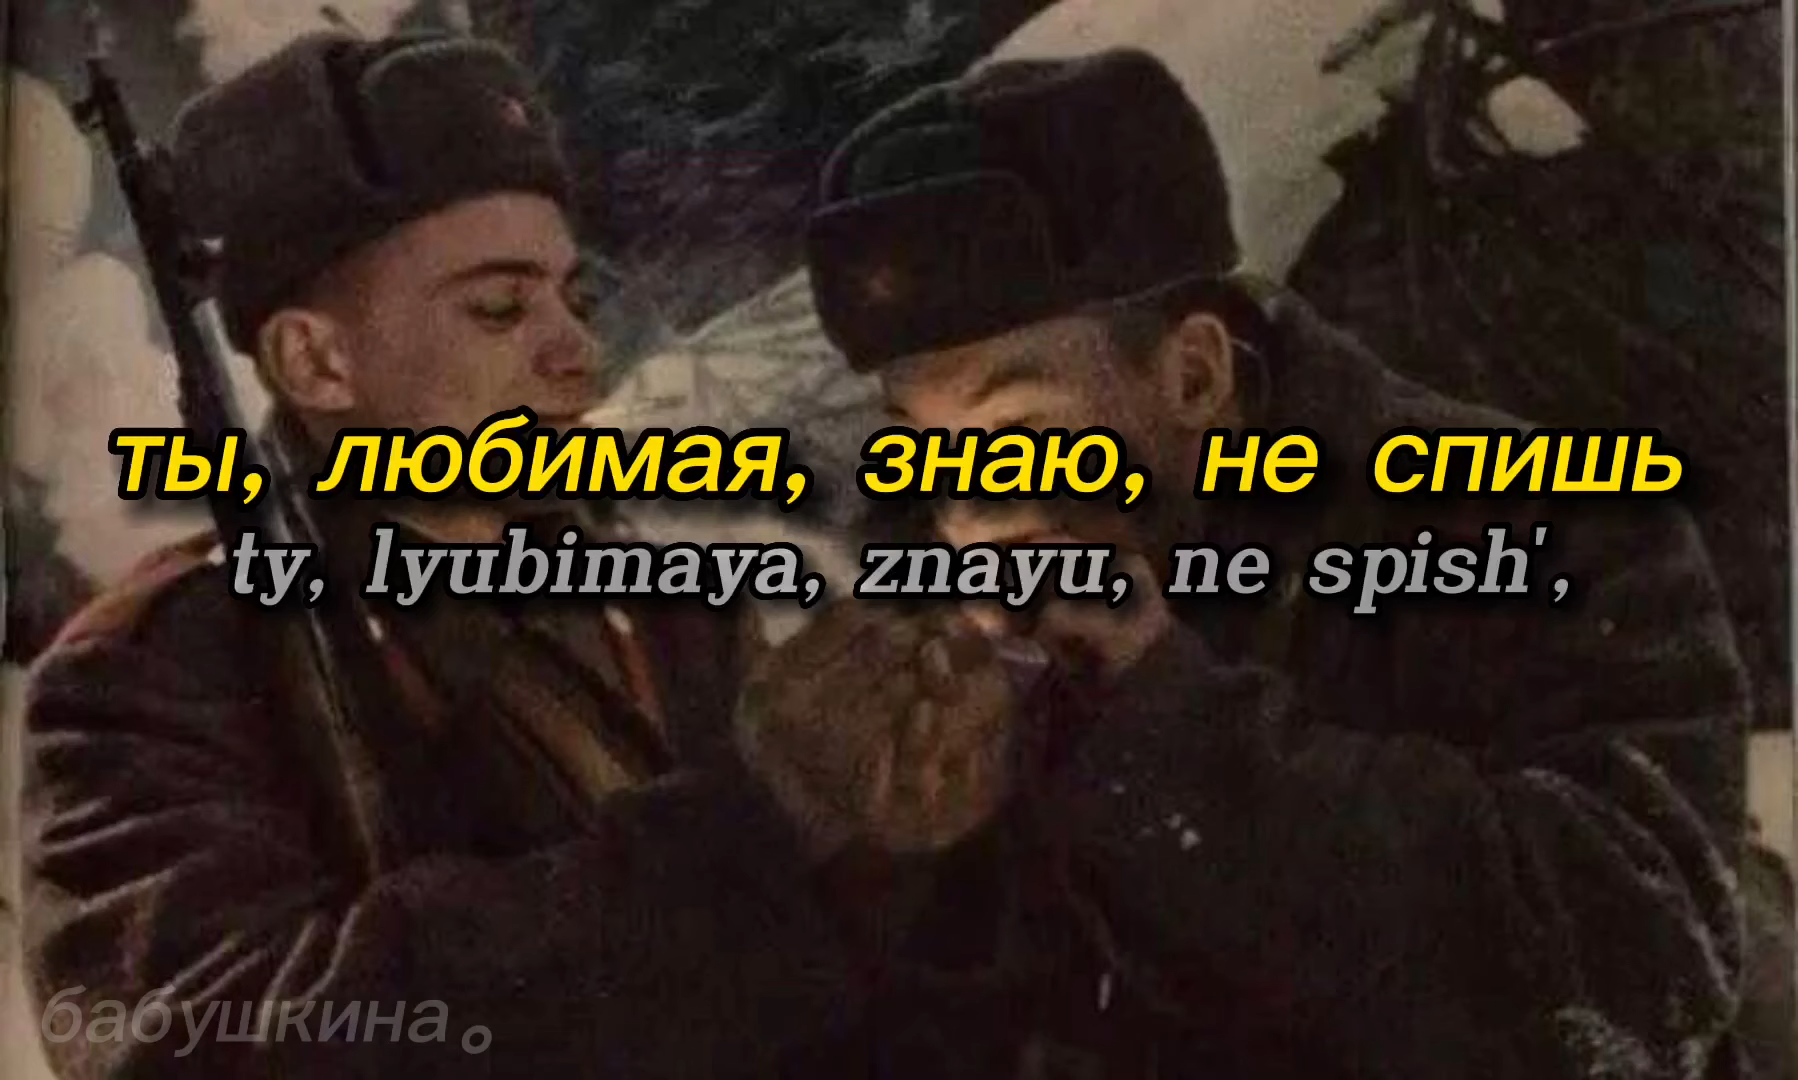 ты, любимая, знаю, не спишь
ty, lyubimaya, znayu, ne spish',
бабушкина。